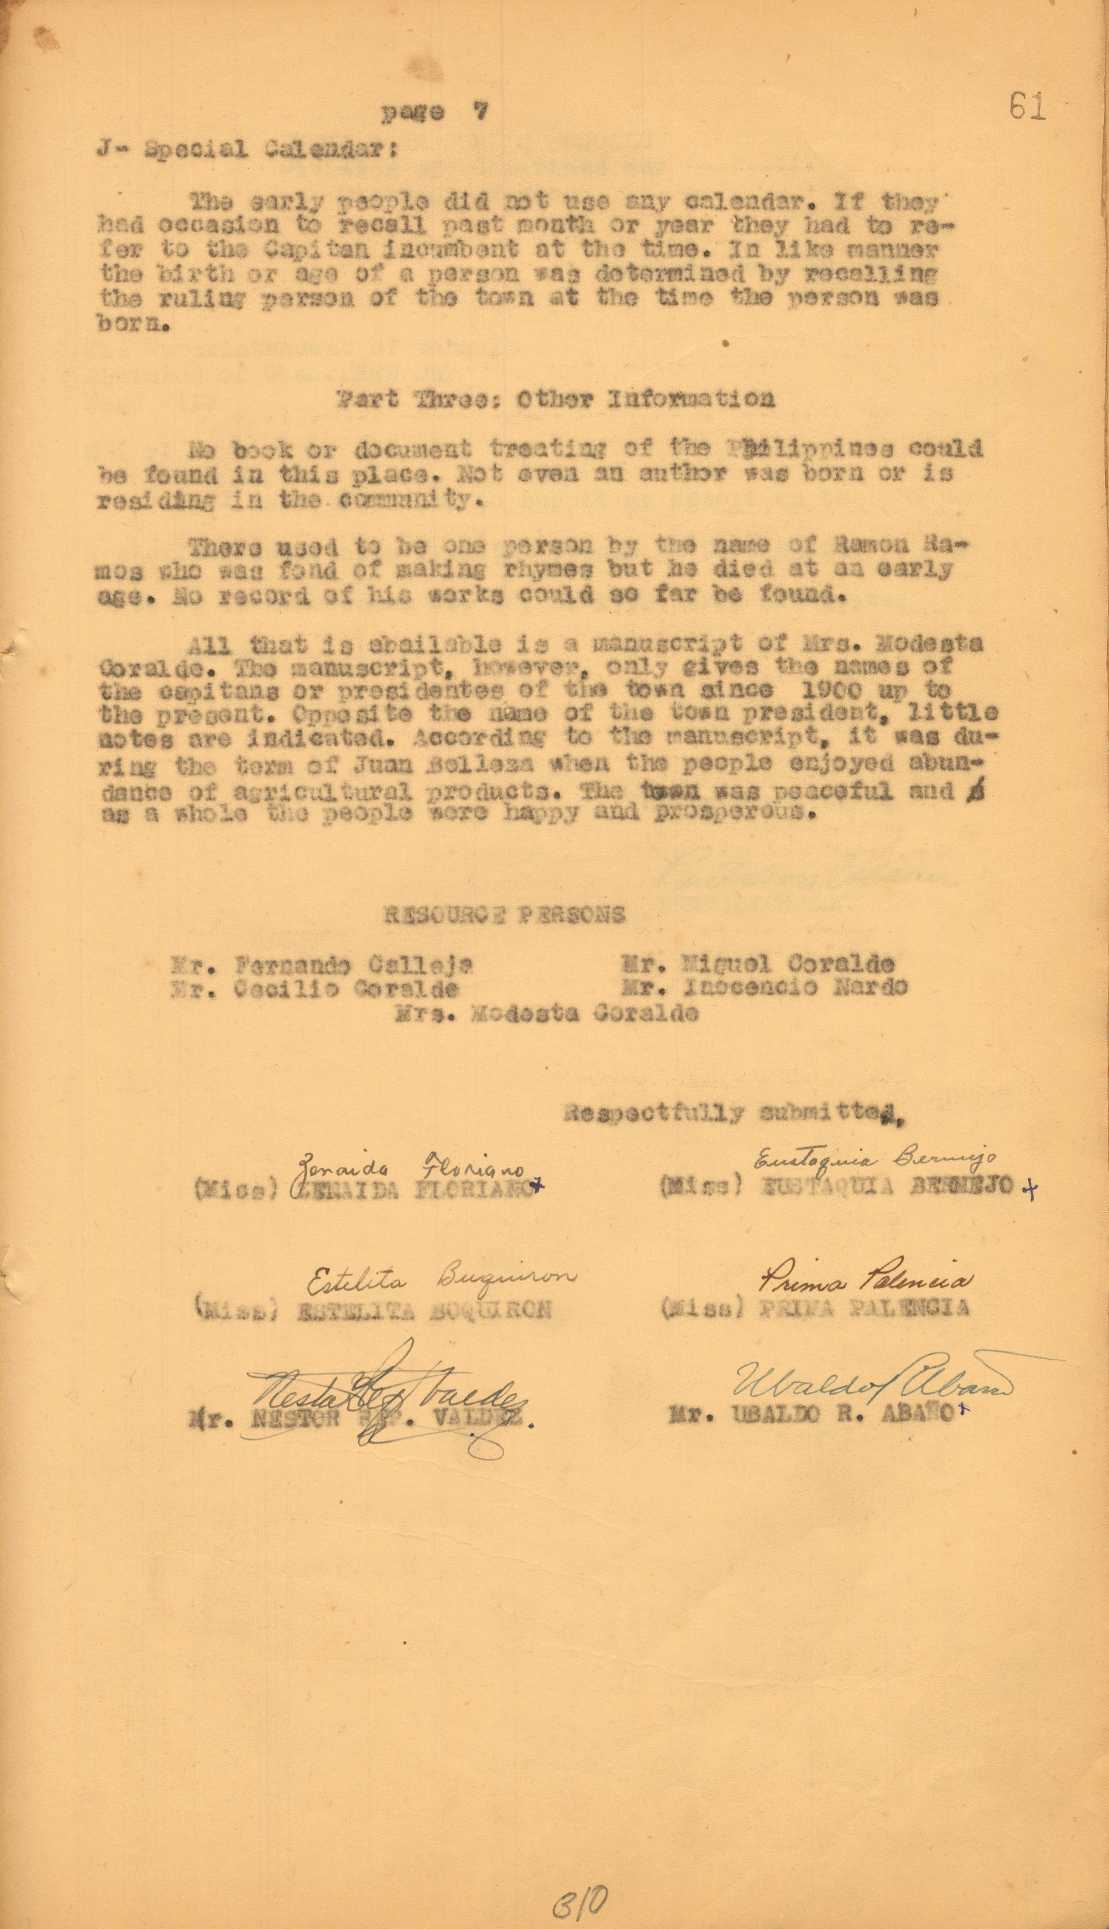 page 7
61
J- Special Calendar:
The early people did not use any calendar. If they
had occasion to recall past month or year they had to re-
fer to the Capitan incumbent at the time. In like manner
the birth or age of a person was determined by recalling
the ruling person of the town at the time the person was
born.
Part Three: Other Information
No book or document treating of the Philippines could
be found in this place. Not even an author was born or is
residing in the community.
There used to be one person by the name of Ramon Ra-
mos who was fond of making rhymes but he died at an early
age. No record of his works could so far be found.
All that is abailable is a manuscript of Mrs. Modesta
Coralde. The manuscript, however, only gives the names of
the capitans or presidentes of the town since 1900 up to
the present. Opposite the name of the town president, little
notes are indicated. According to the manuscript, it was du-
ring the term of Juan Belleza when the people enjoyed abun-
dance of agricultural products. The town was peaceful and
as a whole the people were happy and prosperous.
RESOURCE PERSONS
Mr. Fernando Calleja Mr. Miguel Coralde
Mr. Cecilio Coralde Mr. Inocencio Nardo
Mrs. Modesta Coralde
Respectfully submitted,
Zenaida Floriano Eustaquia Bermejo
(Miss) ZENAIDA FLORIANO (Miss) EUSTAQUIA BERMEJO
Estelita Buquiron Prima Palencia
(Miss) ESTELITA BOQUIRON (Miss) PRIMA PALENCIA
Ubaldo R Abaño
Mr. NESTOR VALDEZ. Mr. UBALDO R. ABAÑO
310